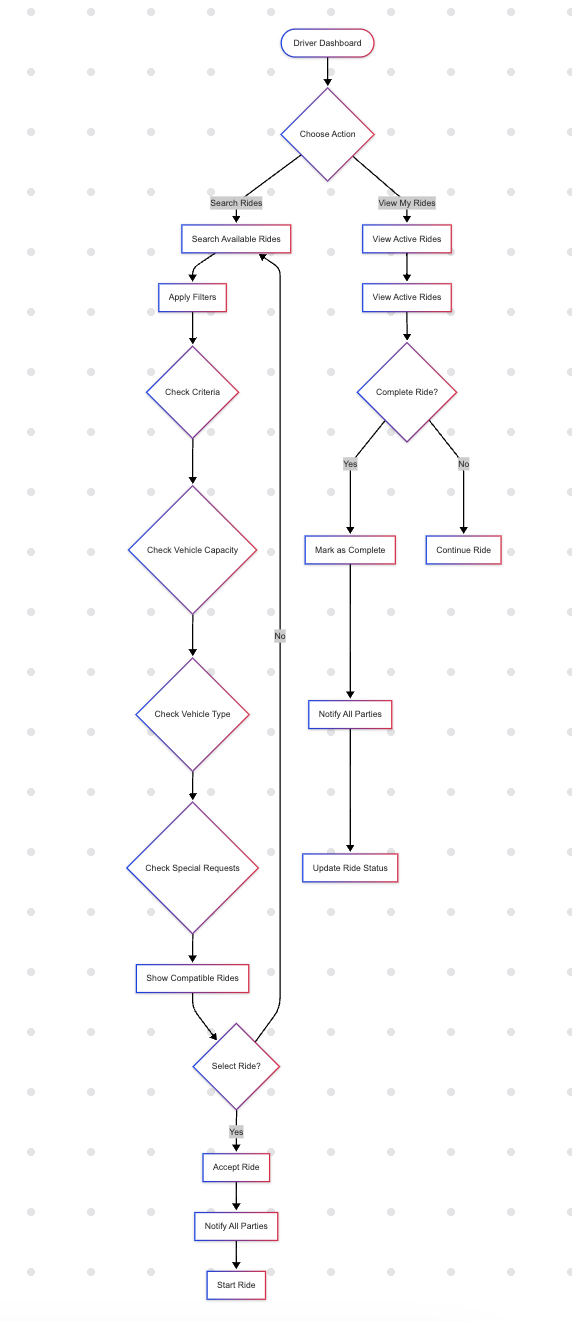 Driver Dashboard
Choose Action
Search Rides
View My Rides
Search Available Rides
View Active Rides
Apply Filters
View Active Rides
Check Criteria
Complete Ride?
Yes
No
Check Vehicle Capacity
Mark as Complete
Continue Ride
No
Check Vehicle Type
Notify All Parties
Check Special Requests
Update Ride Status
Show Compatible Rides
Select Ride?
Yes
Accept Ride
Notify All Parties
Start Ride